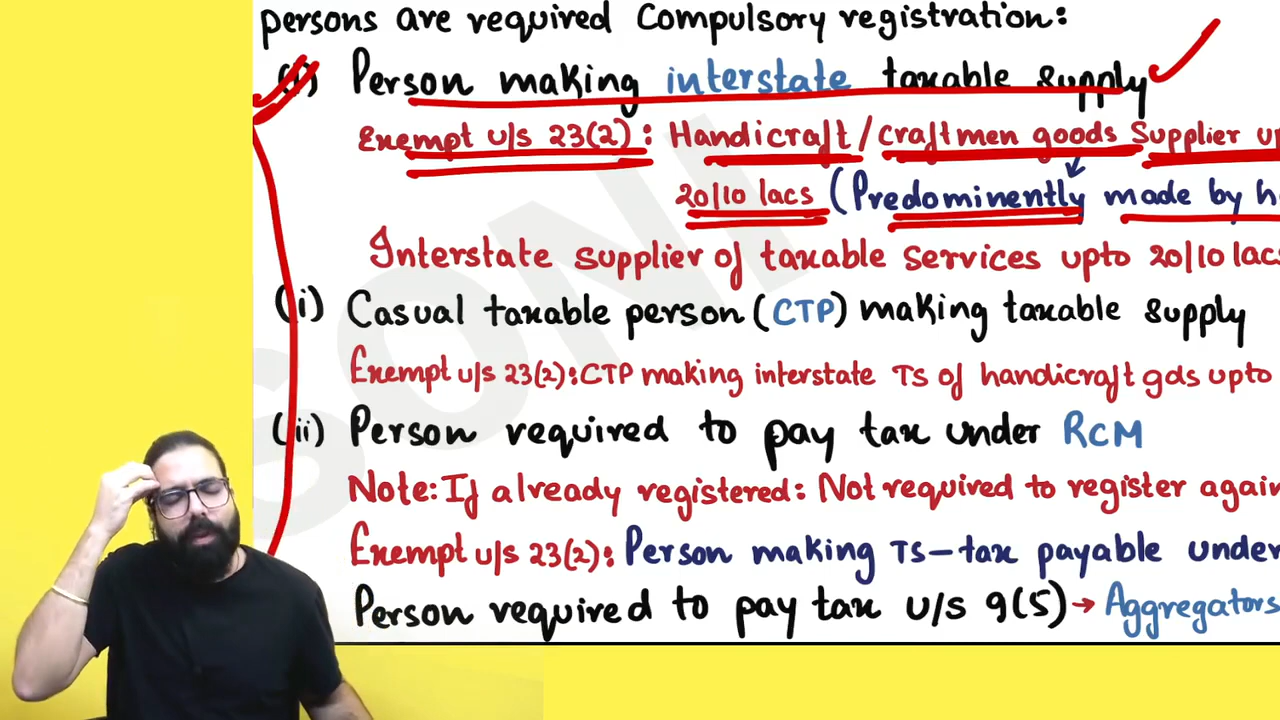 persons are required Compulsory registration:
(i) Person making interstate taxable supply
Exempt u/s 23(2): Handicraft/craftmen goods Supplier up
20/10 lacs (Predominently made by h
Interstate supplier of taxable services upto 20/10 lacs
(i) Casual taxable person (CTP) making taxable supply
Exempt u/s 23(2): CTP making interstate TS of handicraft gds upto
(ii) Person required to pay tax under RCM
Note: If already registered: Not required to register again
Exempt u/s 23(2): Person making TS-tax payable under
Person required to pay tax u/s 9(5) → Aggregators
SONI